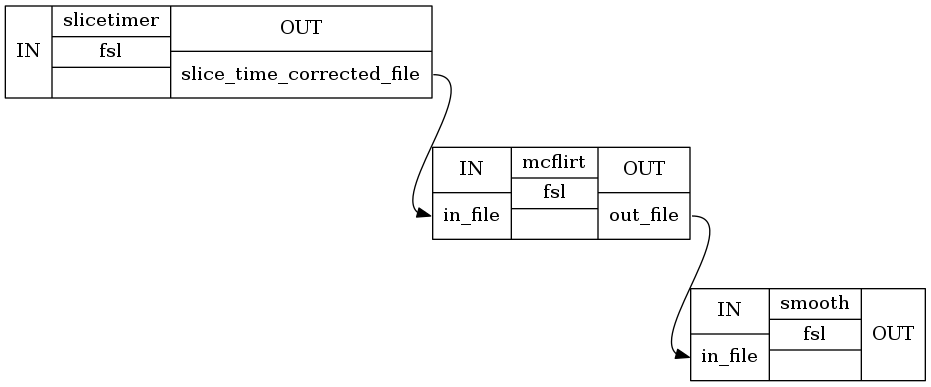 IN
slicetimer
fsl
OUT
slice_time_corrected_file
IN
in_file
mcflirt
fsl
OUT
out_file
IN
in_file
smooth
fsl
OUT